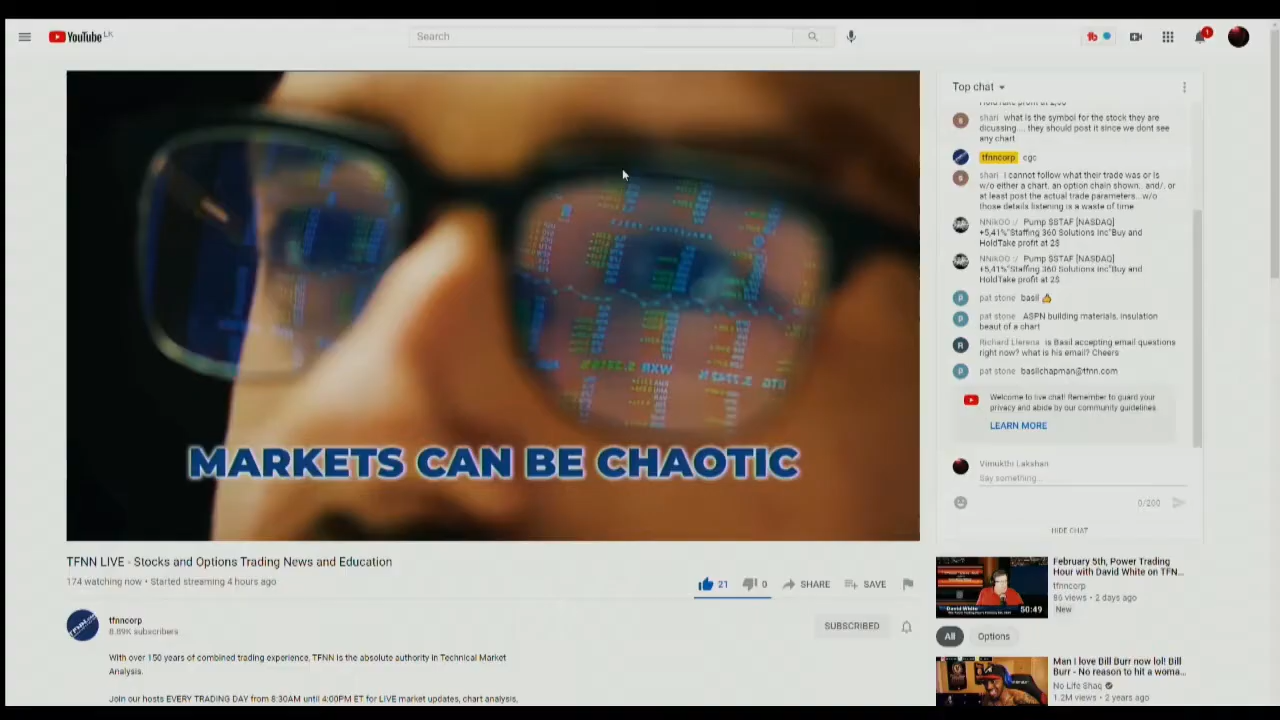 YouTube LK
Search
1
Top chat
shari what is the symbol for the stock they are
dicussing.... they should post it since we dont see
any chart
tfnncorp cgc
shari I cannot follow what their trade was or is
w/o either a chart, an option chain shown, and/, or
at least post the actual trade parameters...w/o
those details listening is a waste of time
NNikOO :/ Pump $STAF [NASDAQ]
+5,41%"Staffing 360 Solutions Inc"Buy and
HoldTake profit at 2$
NNikOO :/ Pump $STAF [NASDAQ]
+5,41%"Staffing 360 Solutions Inc"Buy and
HoldTake profit at 2$
pat stone basil
pat stone ASPN building materials, insulation
beaut of a chart
Richard Llerena is Basil accepting email questions
right now? what is his email? Cheers
pat stone basilchapman@tfnn.com
Welcome to live chat! Remember to guard your
privacy and abide by our community guidelines.
LEARN MORE
Vimukthi Lakshan
Say something...
0/200
HIDE CHAT
MARKETS CAN BE CHAOTIC
TFNN LIVE - Stocks and Options Trading News and Education
174 watching now • Started streaming 4 hours ago
21 0 SHARE SAVE
tfnncorp
8.89K subscribers
SUBSCRIBED
With over 150 years of combined trading experience, TFNN is the absolute authority in Technical Market
Analysis.
Join our hosts EVERY TRADING DAY from 8:30AM until 4:00PM ET for LIVE market updates, chart analysis,
David White
50:49
February 5th, Power Trading
Hour with David White on TFN...
tfnncorp
86 views • 2 days ago
New
All Options
Man I love Bill Burr now lol! Bill
Burr - No reason to hit a woma...
No Life Shaq
1.2M views • 2 years ago